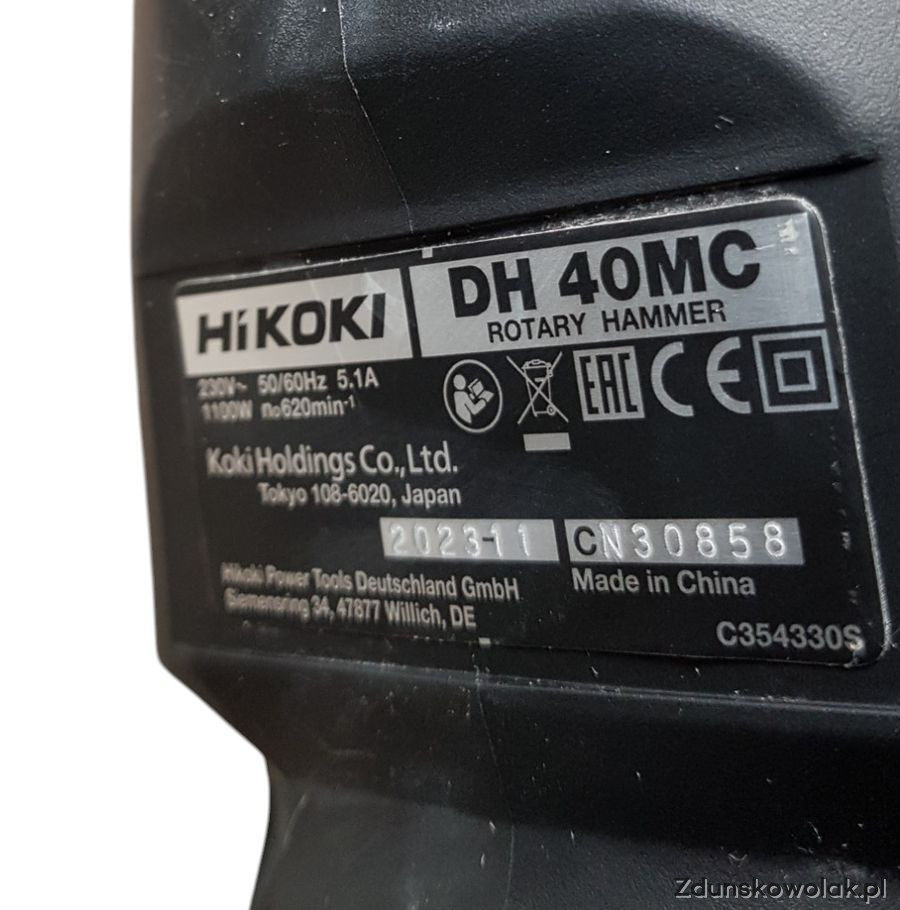 HiKOKI
DH 40MC
ROTARY HAMMER
230V~ 50/60Hz 5.1A
1100W n₀620min⁻¹
EAC CE
Koki Holdings Co.,Ltd.
Tokyo 108-6020, Japan
2023-11 CN30858
Hikoki Power Tools Deutschland GmbH
Made in China
Siemensring 34, 47877 Willich, DE
C354330S
Zdunskowolak.pl